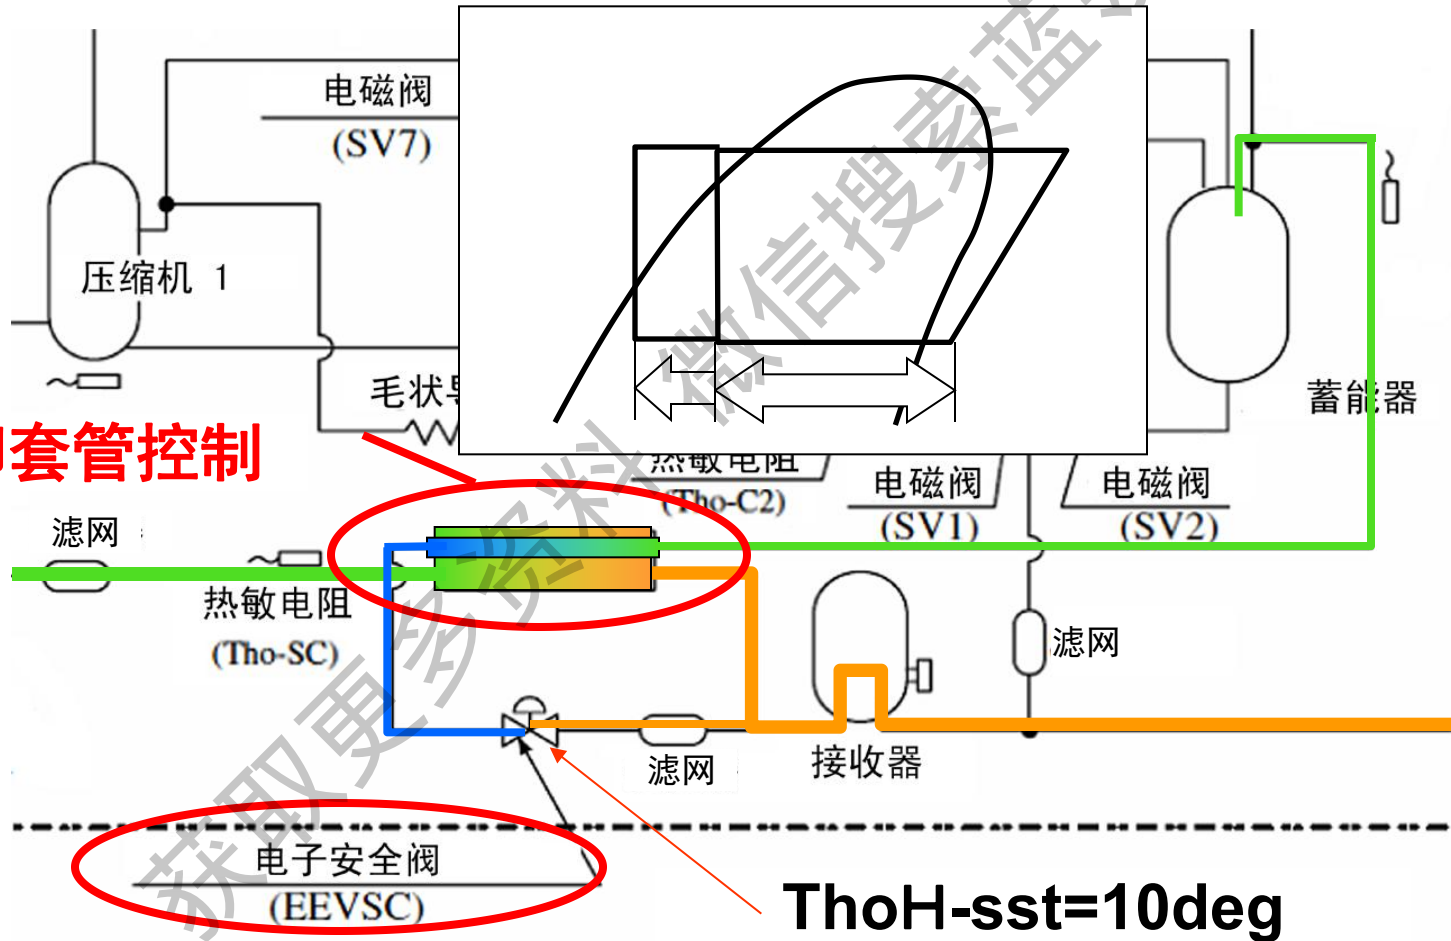 电磁阀
(SV7)
压缩机 1
毛状
套管控制
热敏电阻
(Tho-C2)
电磁阀
(SV1)
电磁阀
(SV2)
蓄能器
滤网
热敏电阻
(Tho-SC)
滤网
滤网
接收器
电子安全阀
(EEVSC)
ThoH-sst=10deg
获取更多资料 微信搜索蓝